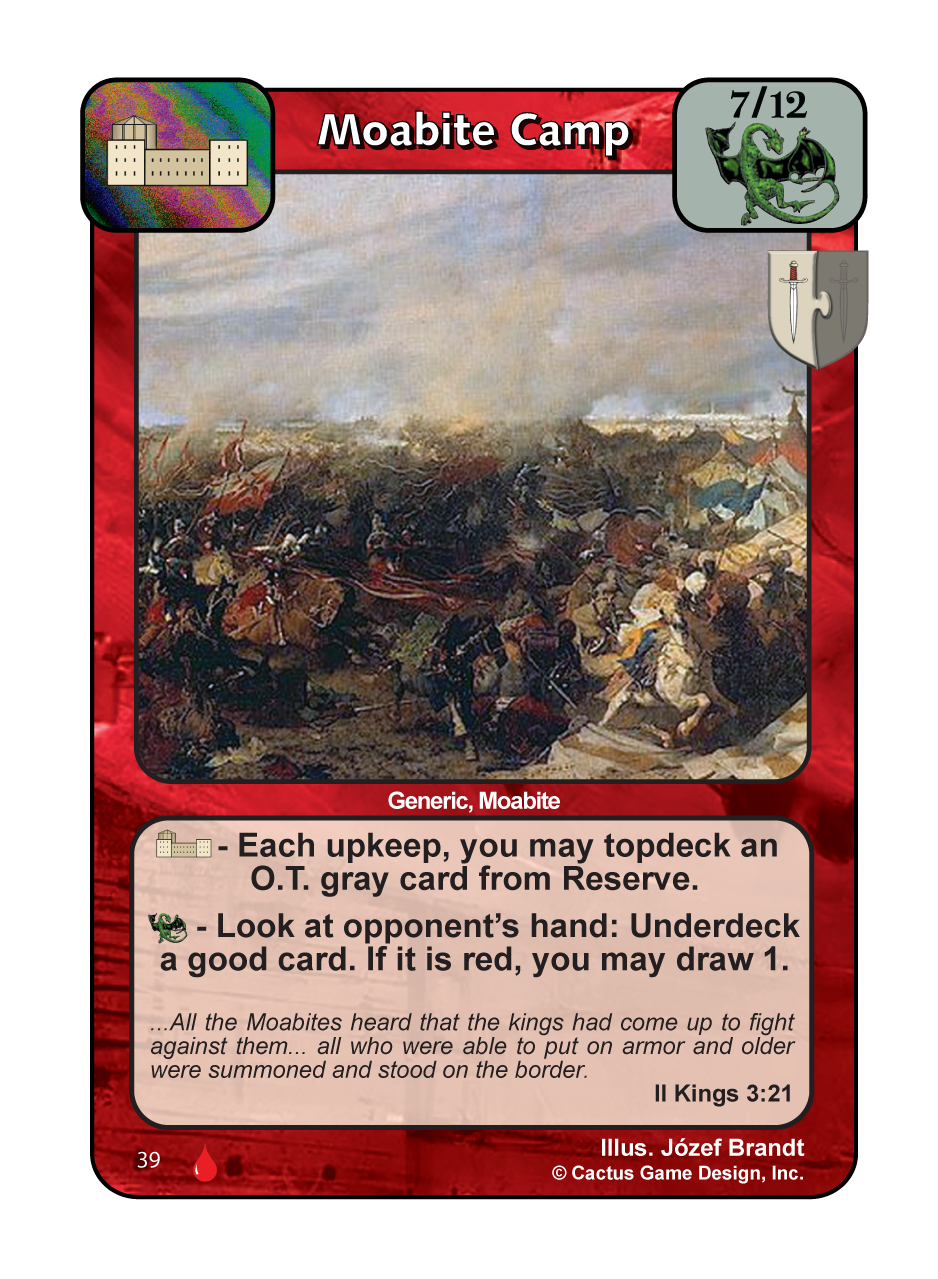 Moabite Camp
7/12
Generic, Moabite
- Each upkeep, you may topdeck an
O.T. gray card from Reserve.
- Look at opponent’s hand: Underdeck
a good card. If it is red, you may draw 1.
...All the Moabites heard that the kings had come up to fight
against them... all who were able to put on armor and older
were summoned and stood on the border.
II Kings 3:21
Illus. Józef Brandt
39
© Cactus Game Design, Inc.